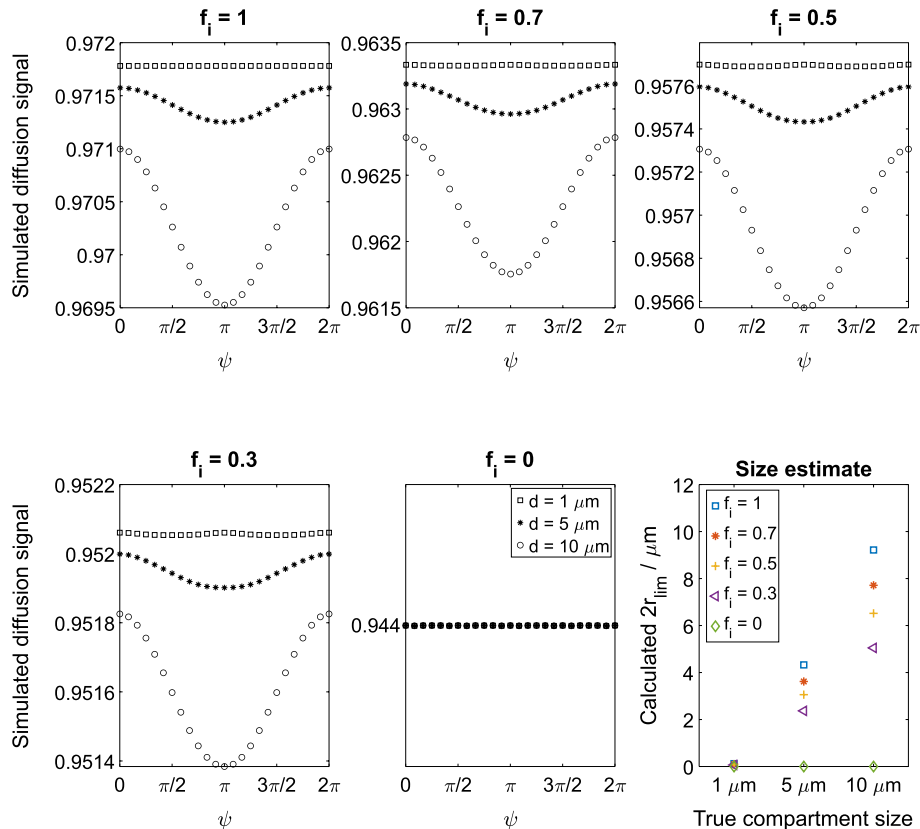 f_i = 1
f_i = 0.7
f_i = 0.5
Simulated diffusion signal
0.972
0.9715
0.971
0.9705
0.97
0.9695
0 π/2 π 3π/2 2π
ψ
0.9635
0.963
0.9625
0.962
0.9615
0 π/2 π 3π/2 2π
ψ
0.9576
0.9574
0.9572
0.957
0.9568
0.9566
0 π/2 π 3π/2 2π
ψ
f_i = 0.3
f_i = 0
Size estimate
Simulated diffusion signal
0.9522
0.952
0.9518
0.9516
0.9514
0 π/2 π 3π/2 2π
ψ
0.944
d = 1 μm
d = 5 μm
d = 10 μm
0 π/2 π 3π/2 2π
ψ
Calculated 2r_lim / μm
12
10
8
6
4
2
0
f_i = 1
f_i = 0.7
f_i = 0.5
f_i = 0.3
f_i = 0
1 μm 5 μm 10 μm
True compartment size